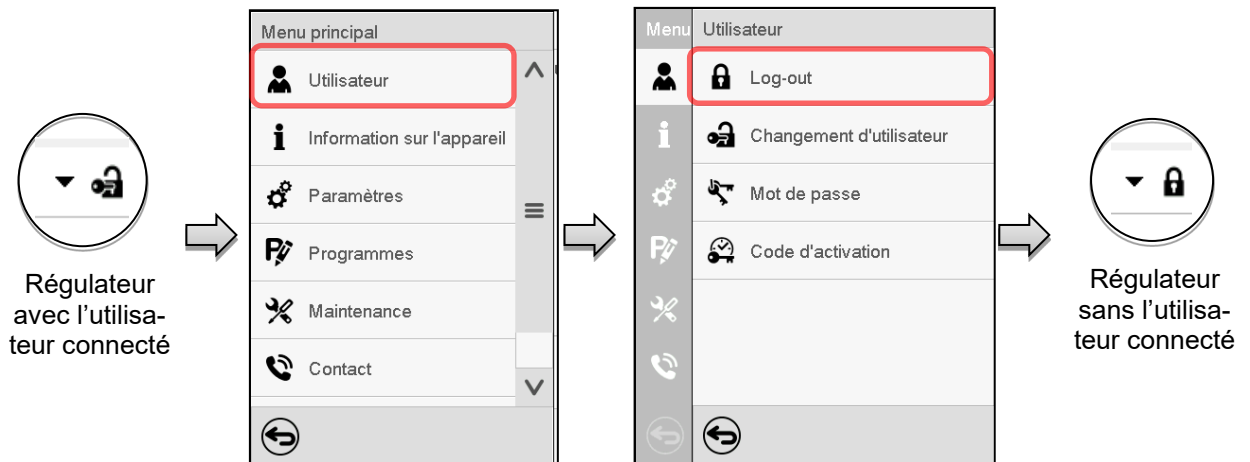 Régulateur
avec l’utilisa-
teur connecté
Menu principal
Utilisateur
Information sur l'appareil
Paramètres
Programmes
Maintenance
Contact
Menu
Utilisateur
Log-out
Changement d'utilisateur
Mot de passe
Code d'activation
Régulateur
sans l’utilisa-
teur connecté